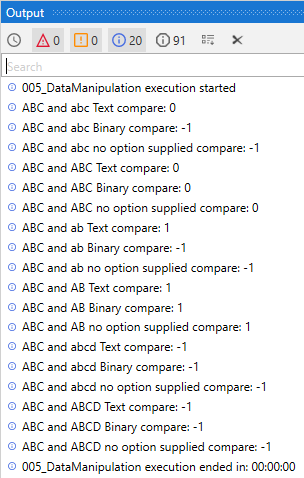 Output
0 0 20 91
Search
005_DataManipulation execution started
ABC and abc Text compare: 0
ABC and abc Binary compare: -1
ABC and abc no option supplied compare: -1
ABC and ABC Text compare: 0
ABC and ABC Binary compare: 0
ABC and ABC no option supplied compare: 0
ABC and ab Text compare: 1
ABC and ab Binary compare: -1
ABC and ab no option supplied compare: -1
ABC and AB Text compare: 1
ABC and AB Binary compare: 1
ABC and AB no option supplied compare: 1
ABC and abcd Text compare: -1
ABC and abcd Binary compare: -1
ABC and abcd no option supplied compare: -1
ABC and ABCD Text compare: -1
ABC and ABCD Binary compare: -1
ABC and ABCD no option supplied compare: -1
005_DataManipulation execution ended in: 00:00:00